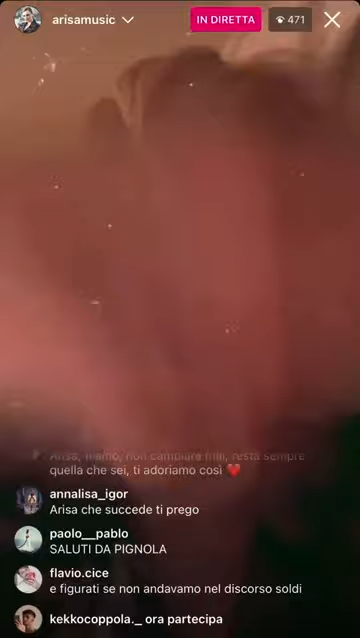 arisamusic
IN DIRETTA
471
Arisa, filiamo, non cambiare mai, resta sempre
quella che sei, ti adoriamo così ❤️
annalisa_igor
Arisa che succede ti prego
paolo__pablo
SALUTI DA PIGNOLA
flavio.cice
e figurati se non andavamo nel discorso soldi
kekkocoppola._ ora partecipa